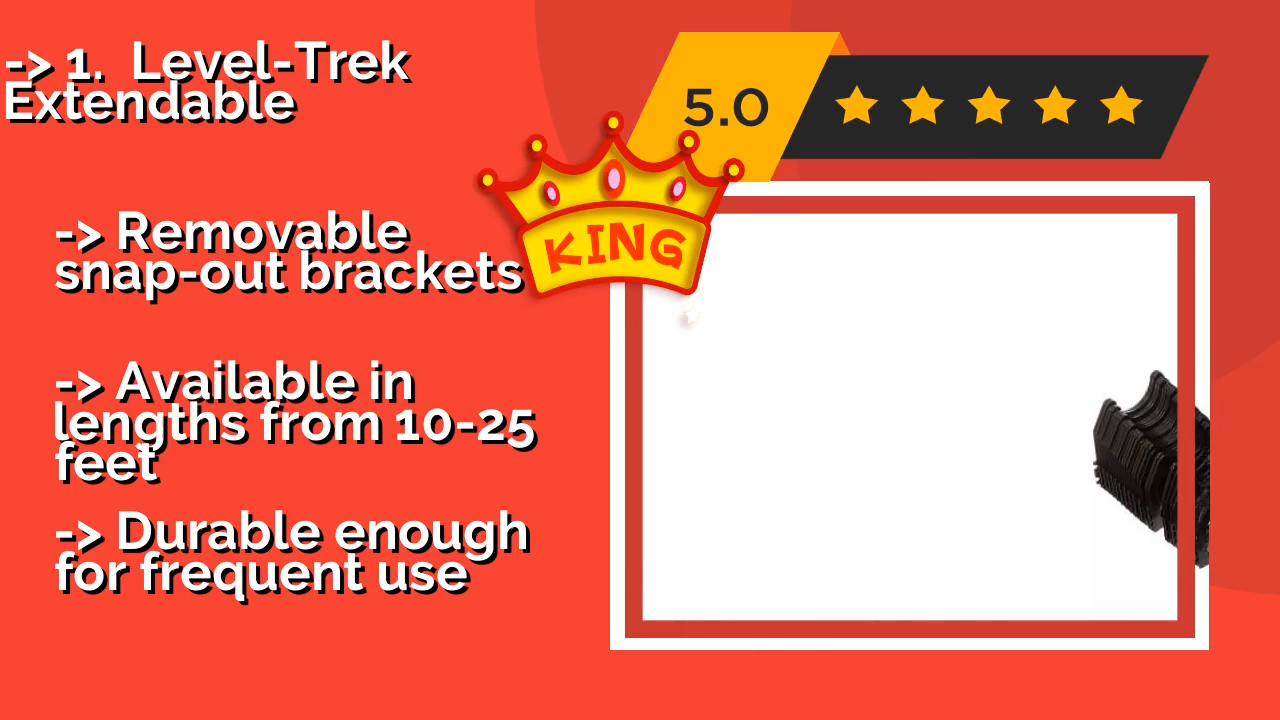 -> 1.  Level-Trek
Extendable
5.0
KING
-> Removable
snap-out brackets
-> Available in
lengths from 10-25
feet
-> Durable enough
for frequent use